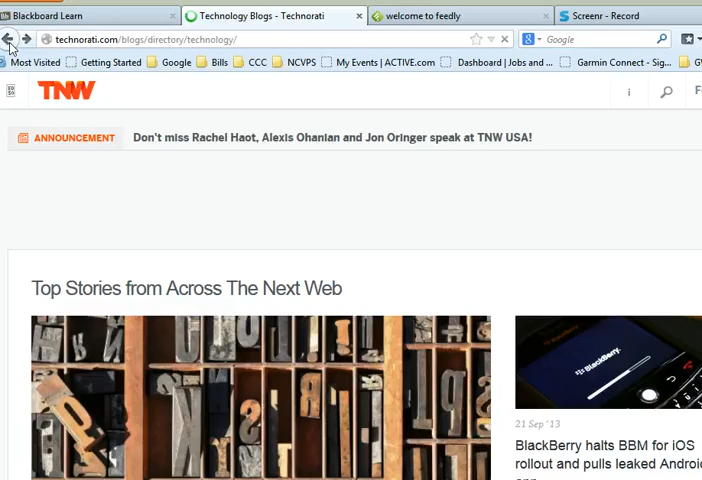 Blackboard Learn
Technology Blogs - Technorati
welcome to feedly
Screenr - Record
technorati.com/blogs/directory/technology/
Google
Most Visited Getting Started Google Bills CCC NCVPS My Events | ACTIVE.com Dashboard | Jobs and ... Garmin Connect - Sig...
TNW
i
ANNOUNCEMENT Don't miss Rachel Haot, Alexis Ohanian and Jon Oringer speak at TNW USA!
Top Stories from Across The Next Web
BlackBerry.
21 Sep '13
BlackBerry halts BBM for iOS
rollout and pulls leaked Android